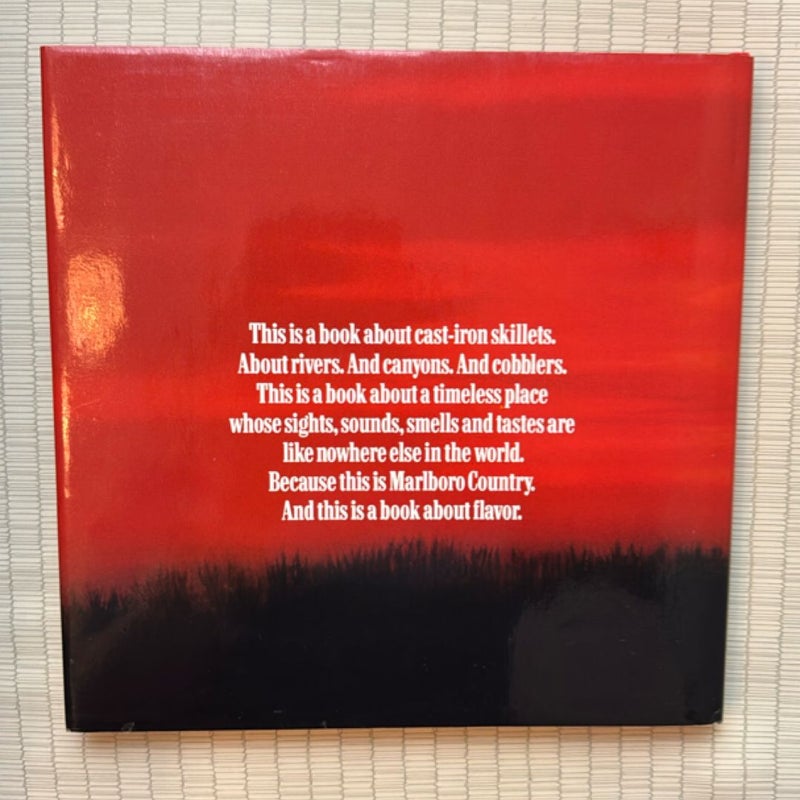 This is a book about cast-iron skillets.
About rivers. And canyons. And cobblers.
This is a book about a timeless place
whose sights, sounds, smells and tastes are
like nowhere else in the world.
Because this is Marlboro Country.
And this is a book about flavor.